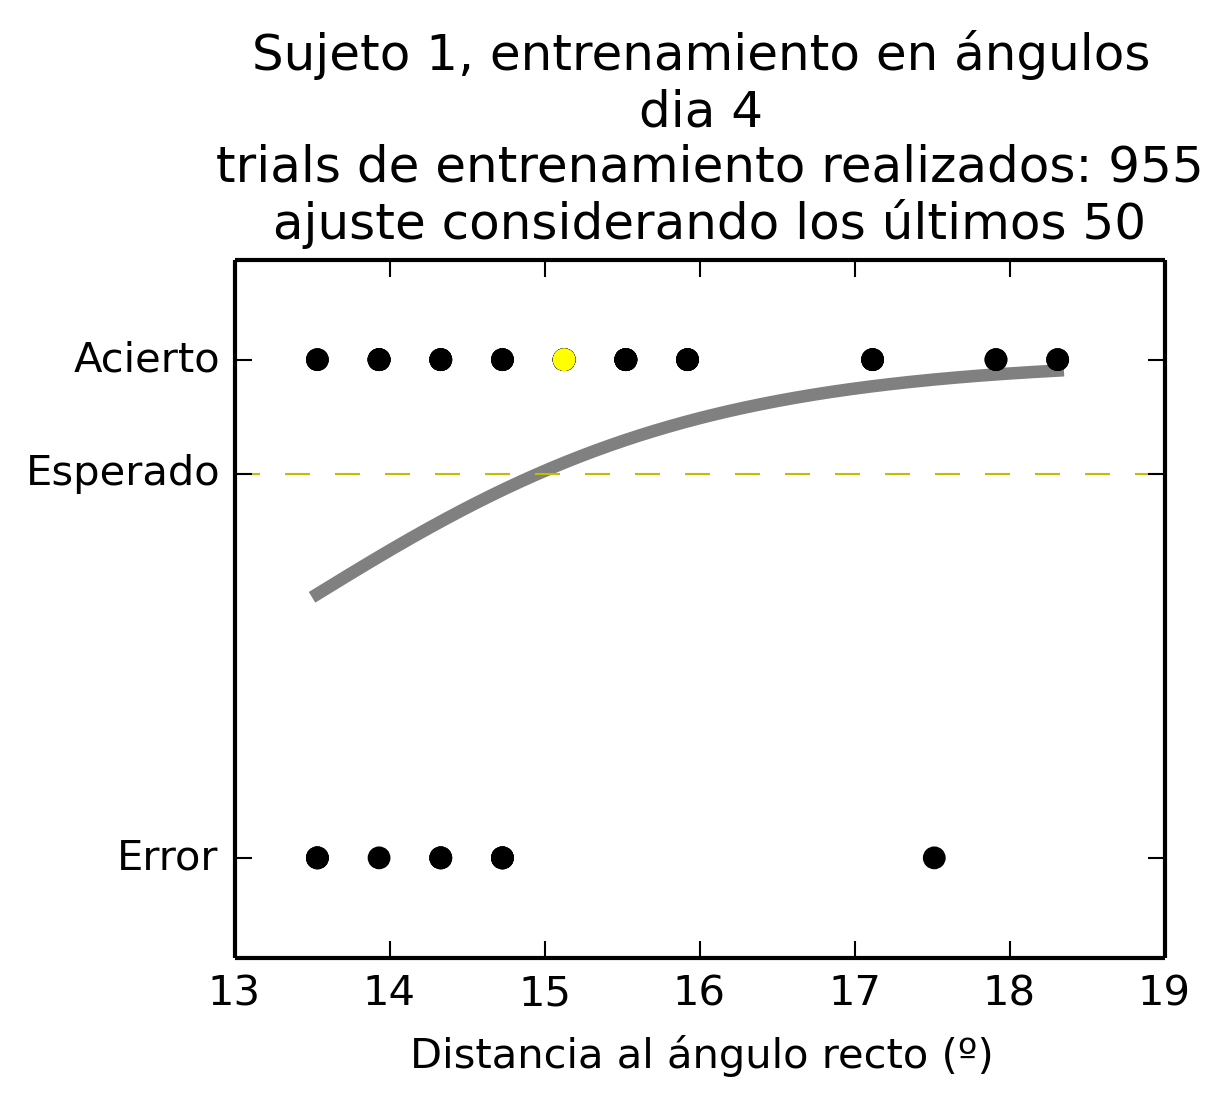 Sujeto 1, entrenamiento en ángulos
dia 4
trials de entrenamiento realizados: 955
ajuste considerando los últimos 50
Acierto
Esperado
Error
13 14 15 16 17 18 19
Distancia al ángulo recto (º)